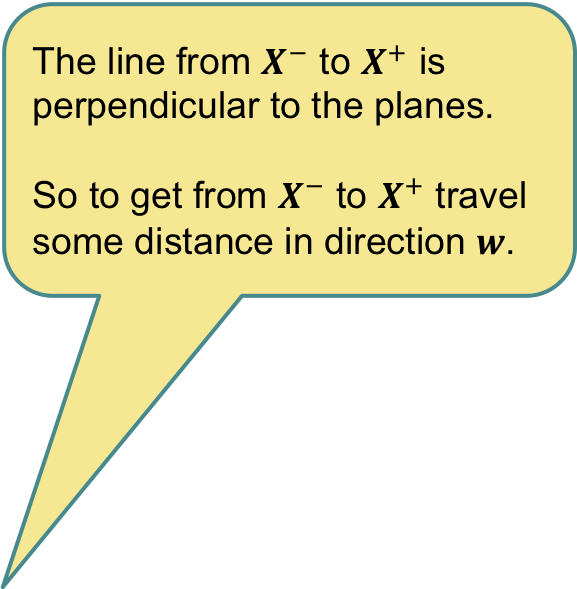 The line from X⁻ to X⁺ is
perpendicular to the planes.
So to get from X⁻ to X⁺ travel
some distance in direction w.